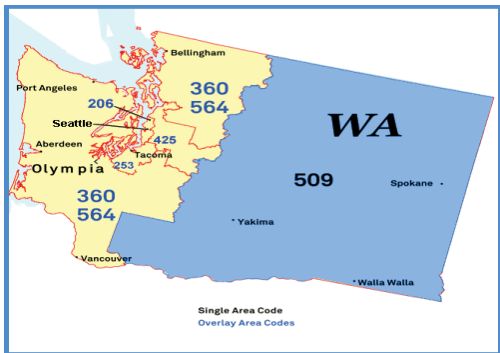 Bellingham
Port Angeles
360
564
206
Seattle
WA
Aberdeen
425
Tacoma
Olympia
253
509
Spokane
360
564
Yakima
Vancouver
Walla Walla
Single Area Code
Overlay Area Codes